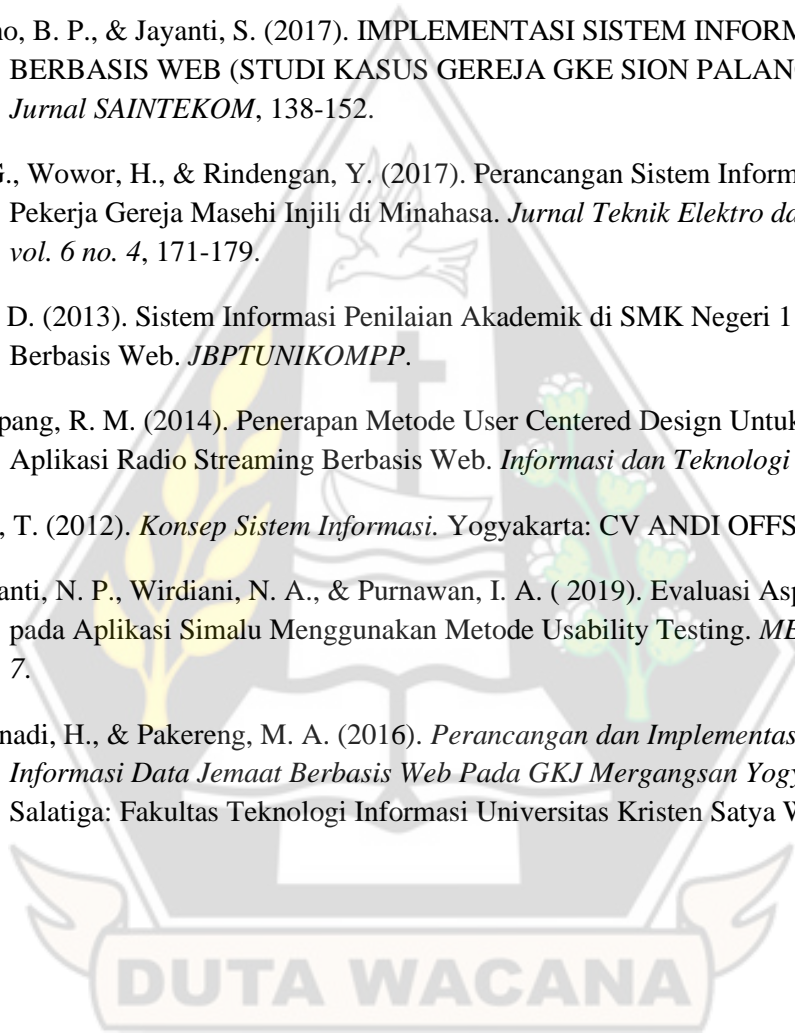 no, B. P., & Jayanti, S. (2017). IMPLEMENTASI SISTEM INFORM
BERBASIS WEB (STUDI KASUS GEREJA GKE SION PALANG
Jurnal SAINTEKOM, 138-152.
G., Wowor, H., & Rindengan, Y. (2017). Perancangan Sistem Inform
Pekerja Gereja Masehi Injili di Minahasa. Jurnal Teknik Elektro da
vol. 6 no. 4, 171-179.
D. (2013). Sistem Informasi Penilaian Akademik di SMK Negeri 1
Berbasis Web. JBPTUNIKOMPP.
pang, R. M. (2014). Penerapan Metode User Centered Design Untuk
Aplikasi Radio Streaming Berbasis Web. Informasi dan Teknologi
, T. (2012). Konsep Sistem Informasi. Yogyakarta: CV ANDI OFFS
anti, N. P., Wirdiani, N. A., & Purnawan, I. A. ( 2019). Evaluasi Asp
pada Aplikasi Simalu Menggunakan Metode Usability Testing. ME
7.
nadi, H., & Pakereng, M. A. (2016). Perancangan dan Implementas
Informasi Data Jemaat Berbasis Web Pada GKJ Mergangsan Yogy
Salatiga: Fakultas Teknologi Informasi Universitas Kristen Satya W
DUTA WACANA